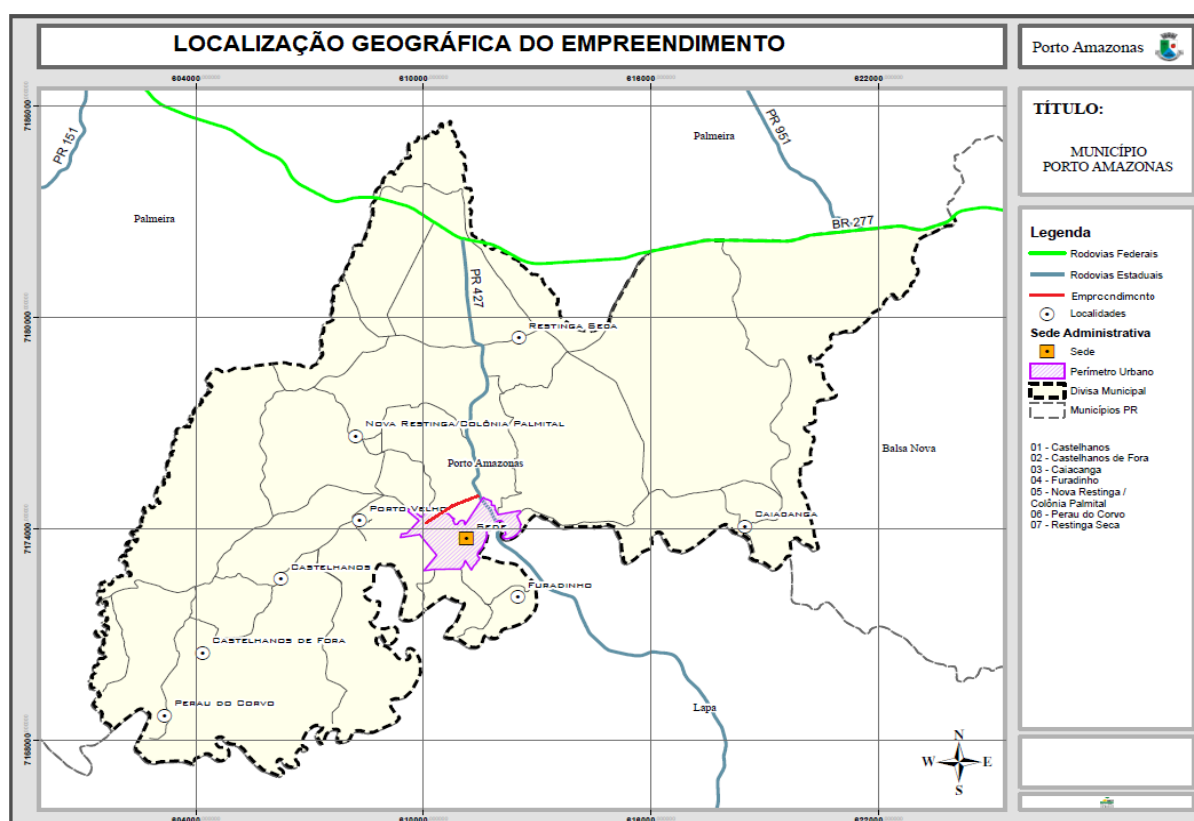 LOCALIZAÇÃO GEOGRÁFICA DO EMPREENDIMENTO
Porto Amazonas
604000
610000
616000
622000
7186000
7180000
7174000
7168000
PR 151
Palmeira
Palmeira
PR 951
BR-277
PR 427
RESTINGA SECA
NOVA RESTINGA/COLÔNIA/PALMITAL
Porto Amazonas
Balsa Nova
PORTO VELHO
SEDE
CAIACANGA
CASTELHANOS
FURADINHO
CASTELHANOS DE FORA
PERAU DO CORVO
Lapa
N
W
E
S
604000
610000
616000
622000
TÍTULO:
MUNICÍPIO
PORTO AMAZONAS
Legenda
Rodovias Federais
Rodovias Estaduais
Empreendimento
Localidades
Sede Administrativa
Sede
Perímetro Urbano
Divisa Municipal
Municípios PR
01 - Castelhanos
02 - Castelhanos de Fora
03 - Caiacanga
04 - Furadinho
05 - Nova Restinga /
Colônia Palmital
06 - Perau do Corvo
07 - Restinga Seca